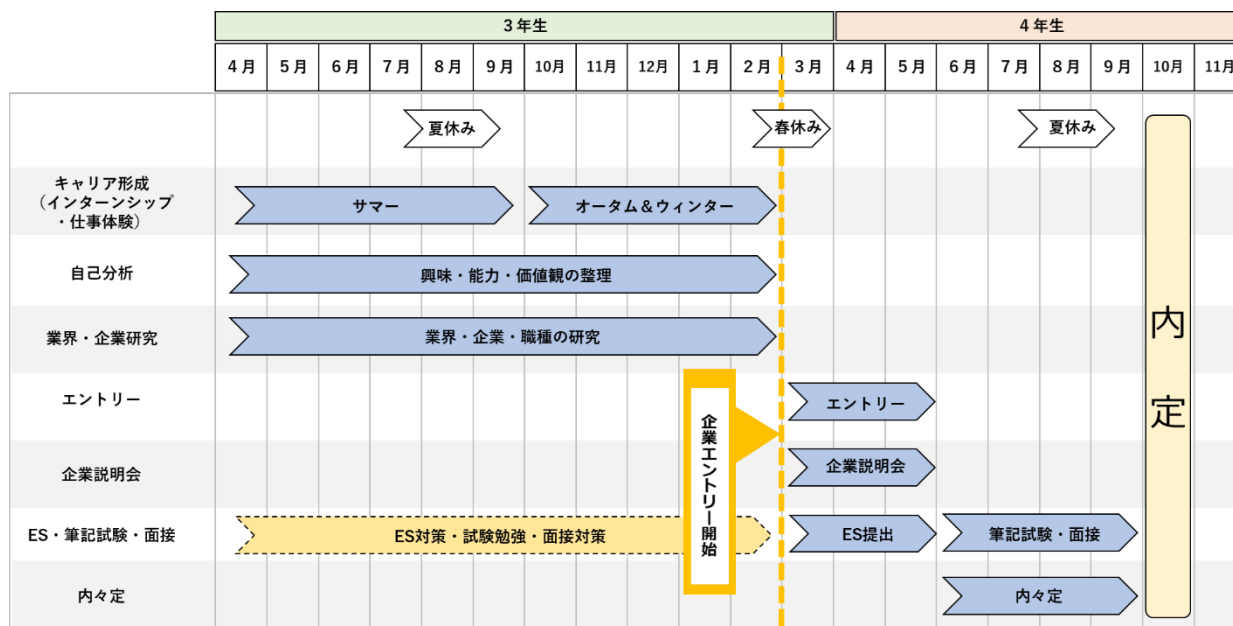 3年生
4年生
4月 5月 6月 7月 8月 9月 10月 11月 12月 1月 2月 3月 4月 5月 6月 7月 8月 9月 10月 11月
夏休み 春休み 夏休み
キャリア形成
（インターンシップ
・仕事体験）
サマー オータム＆ウィンター
自己分析
興味・能力・価値観の整理
業界・企業研究
業界・企業・職種の研究
エントリー
エントリー
企業説明会
企業説明会
企業エントリー開始
ES・筆記試験・面接
ES対策・試験勉強・面接対策 ES提出 筆記試験・面接
内々定
内々定
内定